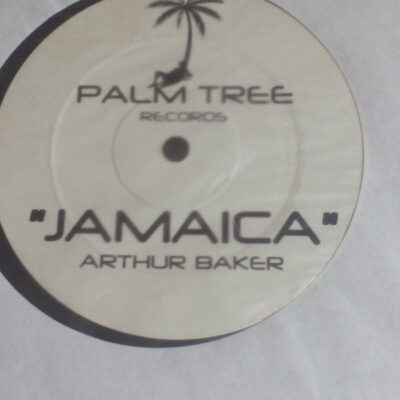 PALM TREE
RECORDS
"JAMAICA"
ARTHUR BAKER